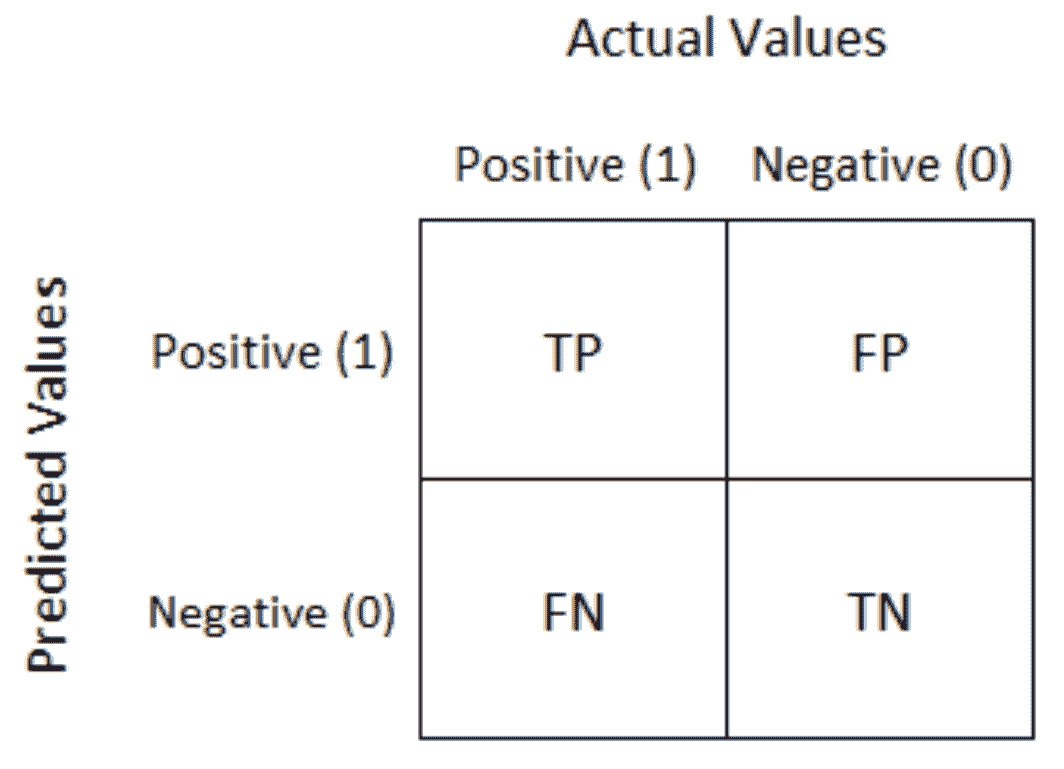 Actual Values
Positive (1) Negative (0)
Predicted Values
Positive (1) TP FP
Negative (0) FN TN